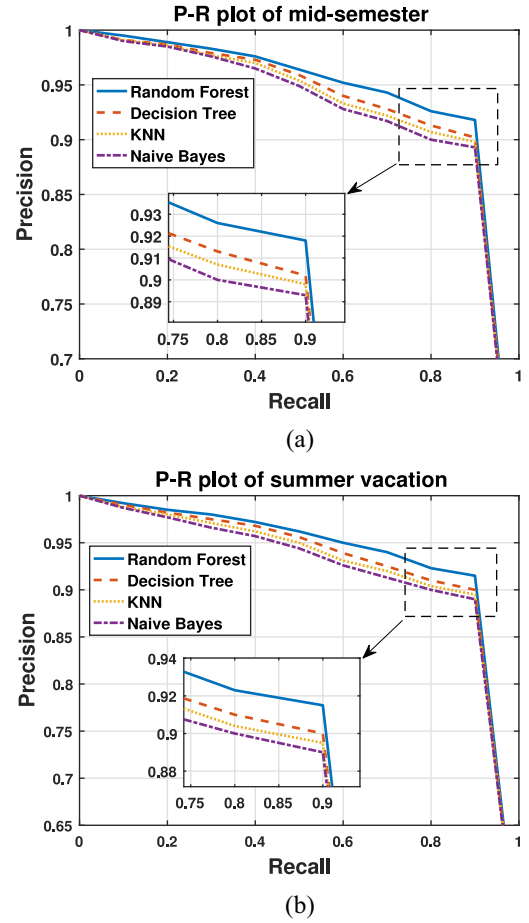 P-R plot of mid-semester
1
0.95
0.9
0.85
0.8
0.75
0.7
Precision
Random Forest
Decision Tree
KNN
Naive Bayes
0.93
0.92
0.91
0.9
0.89
0.75 0.8 0.85 0.9
0 0.2 0.4 0.6 0.8 1
Recall
(a)
P-R plot of summer vacation
1
0.95
0.9
0.85
0.8
0.75
0.7
0.65
Precision
Random Forest
Decision Tree
KNN
Naive Bayes
0.94
0.92
0.9
0.88
0.75 0.8 0.85 0.9
0 0.2 0.4 0.6 0.8 1
Recall
(b)